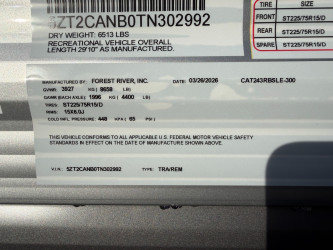 5ZT2CANB0TN302992
DRY WEIGHT: 6513 LBS
RECREATIONAL VEHICLE OVERALL
LENGTH 29'10" AS MANUFACTURED.
TIRE SIZE
FRONT ST225/75R15/D
REAR ST225/75R15/D
SPARE ST225/75R15/D
MANUFACTURED BY: FOREST RIVER, INC. DATE: 03/26/2026 CAT243RBSLE-300
GVWR: 3927 KG ( 8658 LB)
GAWR (EACH AXLE) 1996 KG ( 4400 LB)
TIRES: ST225/75R15/D
RIMS: 15X6.0J
COLD INFL. PRESSURE: 448 KPA ( 65 PSI)
THIS VEHICLE CONFORMS TO ALL APPLICABLE U.S. FEDERAL MOTOR VEHICLE SAFETY
STANDARDS IN EFFECT ON THE DATE OF MANUFACTURE SHOWN ABOVE
V.I.N.: 5ZT2CANB0TN302992 TYPE: TRA/REM